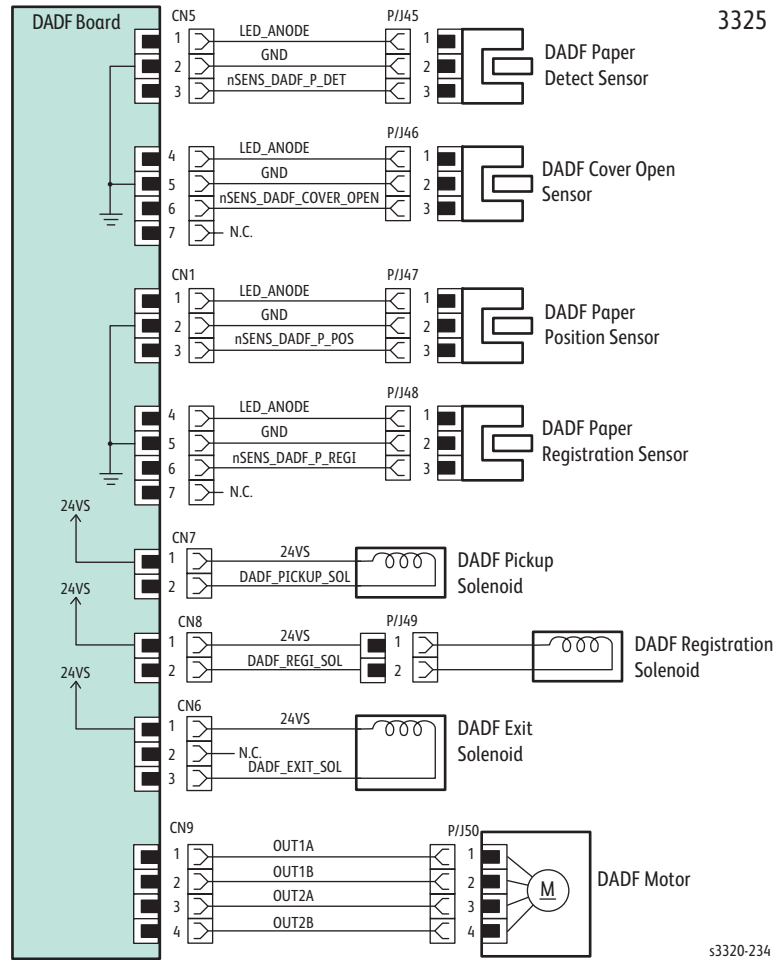 3325
DADF Board
CN5
P/J45
1 LED_ANODE 1
2 GND 2
3 nSENS_DADF_P_DET 3
DADF Paper
Detect Sensor
P/J46
4 LED_ANODE 1
5 GND 2
6 nSENS_DADF_COVER_OPEN 3
7 N.C.
DADF Cover Open
Sensor
CN1
P/J47
1 LED_ANODE 1
2 GND 2
3 nSENS_DADF_P_POS 3
DADF Paper
Position Sensor
P/J48
4 LED_ANODE 1
5 GND 2
6 nSENS_DADF_P_REGI 3
7 N.C.
DADF Paper
Registration Sensor
24VS
CN7
1 24VS
2 DADF_PICKUP_SOL
DADF Pickup
Solenoid
24VS
CN8
P/J49
1 24VS 1
2 DADF_REGI_SOL 2
DADF Registration
Solenoid
24VS
CN6
1 24VS
2 N.C.
3 DADF_EXIT_SOL
DADF Exit
Solenoid
CN9
P/J50
1 OUT1A 1
2 OUT1B 2
3 OUT2A 3
4 OUT2B 4
M
DADF Motor
s3320-234